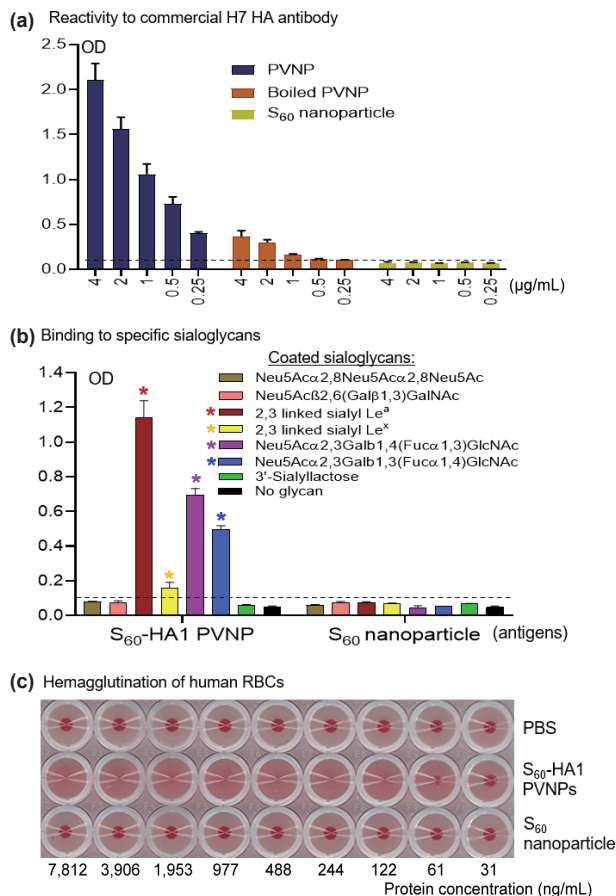 (a) Reactivity to commercial H7 HA antibody
OD
2.5
2.0
1.5
1.0
0.5
0.0
PVNP
Boiled PVNP
S₆₀ nanoparticle
4 2 1 0.5 0.25 4 2 1 0.5 0.25 4 2 1 0.5 0.25 (µg/mL)
(b) Binding to specific sialoglycans
OD
1.4
1.2
1.0
0.8
0.6
0.4
0.2
0.0
Coated sialoglycans:
Neu5Acα2,8Neu5Acα2,8Neu5Ac
Neu5Acß2,6(Galβ1,3)GalNAc
* 2,3 linked sialyl Leᵃ
* 2,3 linked sialyl Leˣ
* Neu5Acα2,3Galb1,4(Fucα1,3)GlcNAc
* Neu5Acα2,3Galb1,3(Fucα1,4)GlcNAc
3'-Sialyllactose
No glycan
* * * *
S₆₀-HA1 PVNP S₆₀ nanoparticle (antigens)
(c) Hemagglutination of human RBCs
PBS
S₆₀-HA1
PVNPs
S₆₀
nanoparticle
7,812 3,906 1,953 977 488 244 122 61 31
Protein concentration (ng/mL)